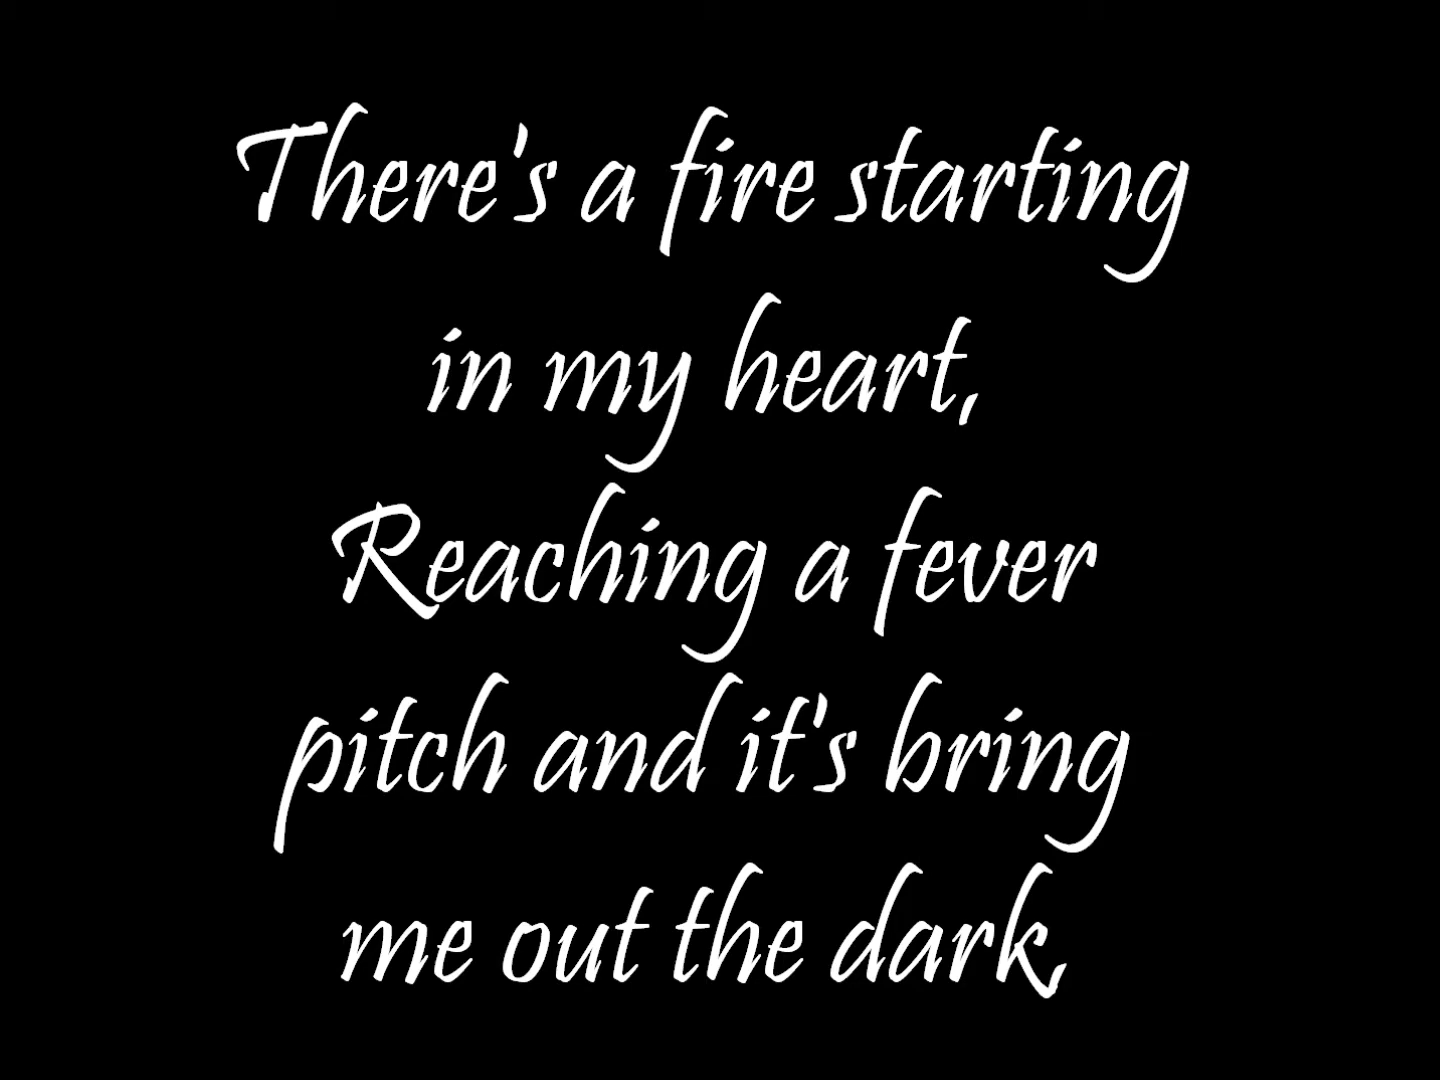 There's a fire starting
in my heart,
Reaching a fever
pitch and it's bring
me out the dark,